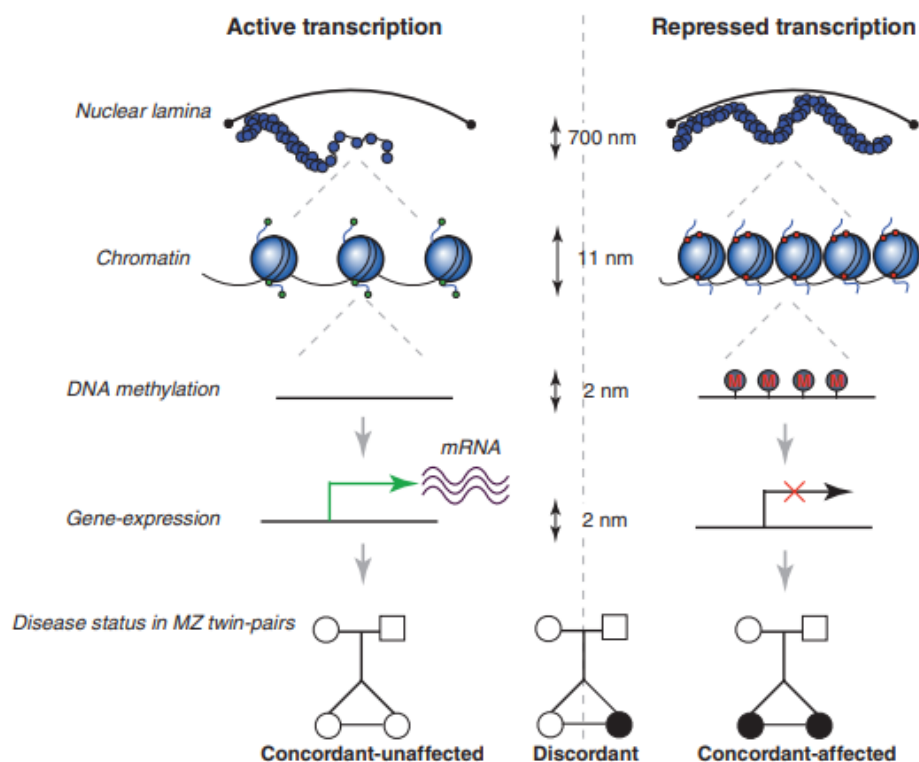 Active transcription
Repressed transcription
Nuclear lamina
700 nm
Chromatin
11 nm
DNA methylation
2 nm
M M M M
mRNA
Gene-expression
2 nm
Disease status in MZ twin-pairs
Concordant-unaffected
Discordant
Concordant-affected